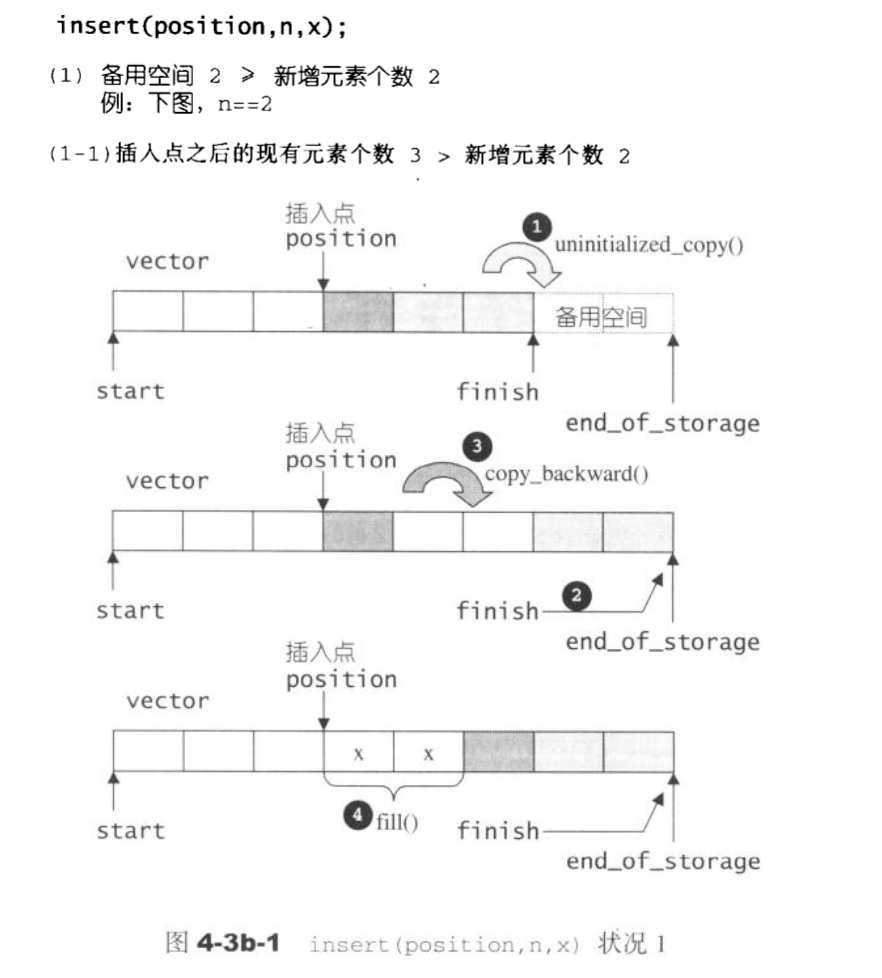 insert(position,n,x);
(1) 备用空间 2 ≥ 新增元素个数 2
例：下图，n==2
(1-1)插入点之后的现有元素个数 3 > 新增元素个数 2
插入点
position
vector
1
uninitialized_copy()
备用空间
start
finish
end_of_storage
插入点
position
vector
3
copy_backward()
start
finish
2
end_of_storage
插入点
position
vector
x x
4 fill()
start
finish
end_of_storage
图 4-3b-1 insert(position,n,x) 状况 1